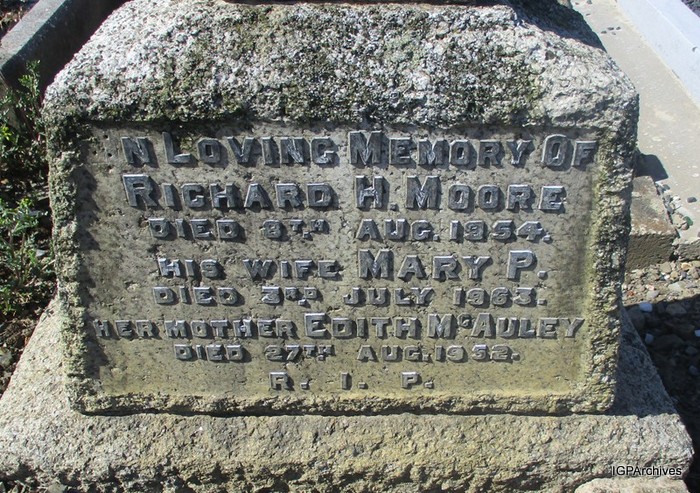 N LOVING MEMORY OF
RICHARD H. MOORE
DIED 8TH AUG. 1954.
HIS WIFE MARY P.
DIED 3RD JULY 1963.
HER MOTHER EDITH McAULEY
DIED 27TH AUG. 1952.
R. I. P.
IGPArchives